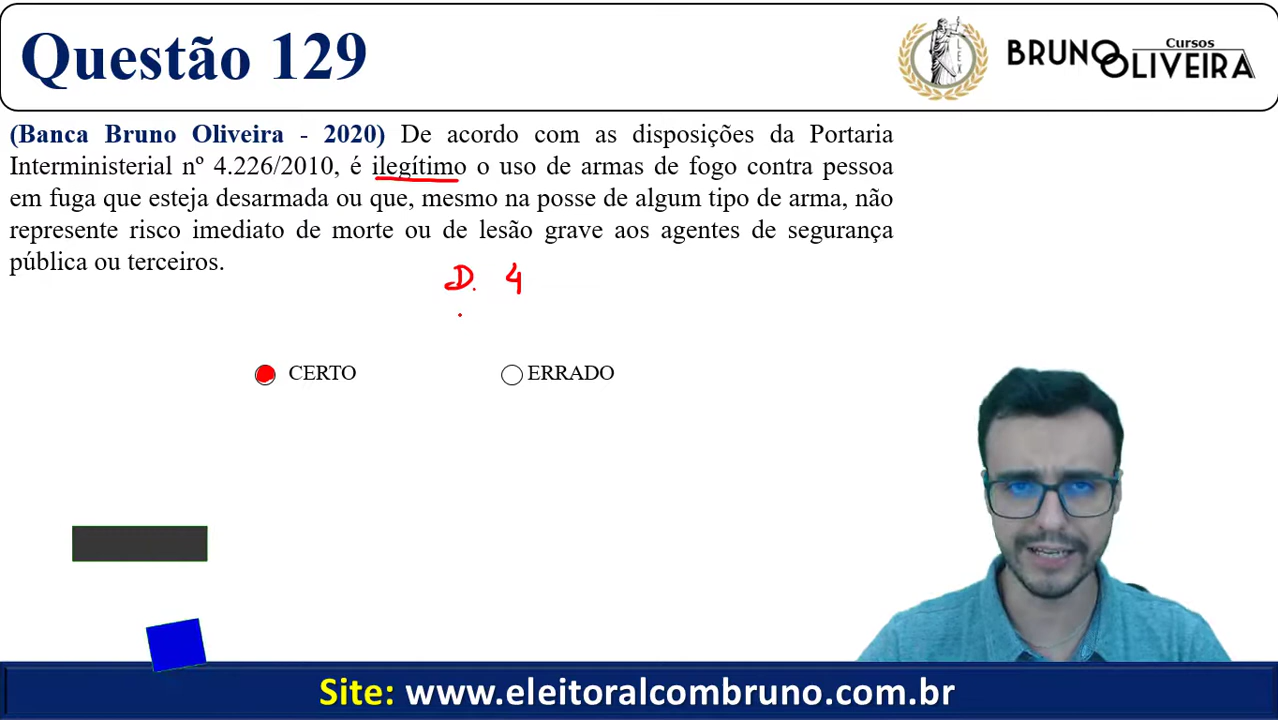 Questão 129
LEX
Cursos
BRUNO
OLIVEIRA
(Banca Bruno Oliveira - 2020) De acordo com as disposições da Portaria
Interministerial nº 4.226/2010, é ilegítimo o uso de armas de fogo contra pessoa
em fuga que esteja desarmada ou que, mesmo na posse de algum tipo de arma, não
represente risco imediato de morte ou de lesão grave aos agentes de segurança
pública ou terceiros.
D. 4
CERTO
ERRADO
Site: www.eleitoralcombruno.com.br